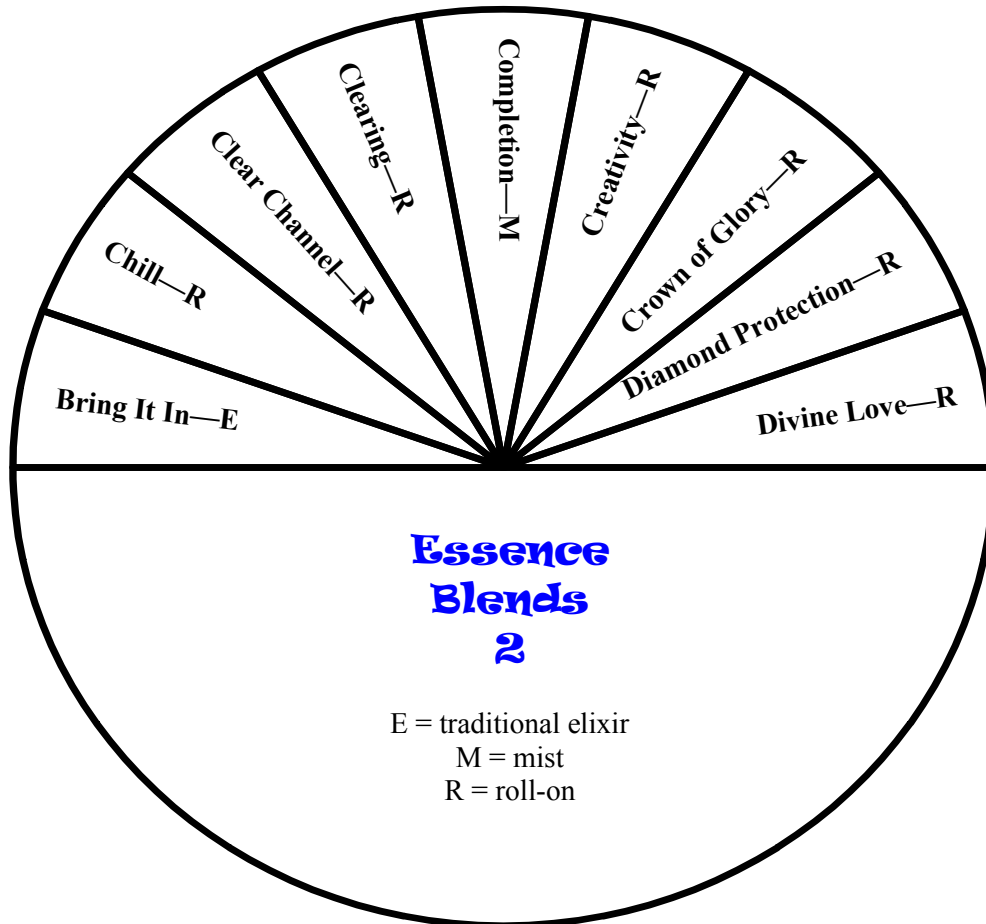 Bring It In—E
Chill—R
Clear Channel—R
Clearing—R
Completion—M
Creativity—R
Crown of Glory—R
Diamond Protection—R
Divine Love—R
Essence
Blends
2
E = traditional elixir
M = mist
R = roll-on